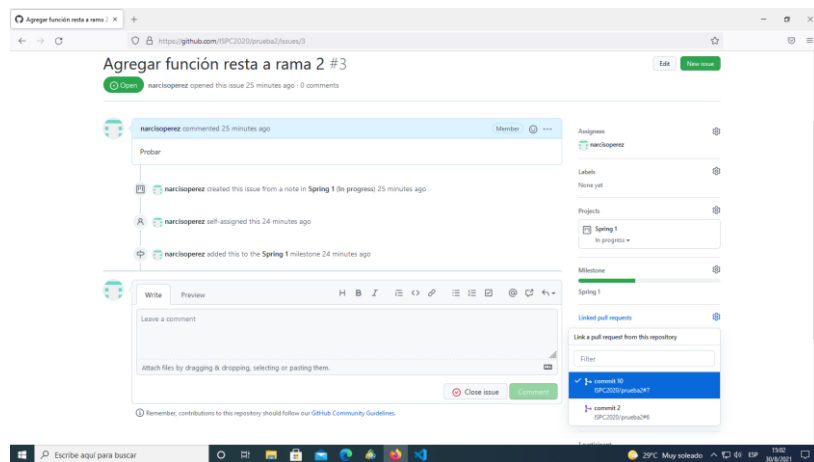 Agregar función resta a rama 2
https://github.com/ISPC2020/prueba2/issues/3
Agregar función resta a rama 2 #3
Edit
New issue
Open
narcisoperez opened this issue 25 minutes ago · 0 comments
narcisoperez commented 25 minutes ago
Member
Probar
narcisoperez created this issue from a note in Spring 1 (In progress) 25 minutes ago
narcisoperez self-assigned this 24 minutes ago
narcisoperez added this to the Spring 1 milestone 24 minutes ago
Write
Preview
Leave a comment
Attach files by dragging & dropping, selecting or pasting them.
Close issue
Comment
Remember, contributions to this repository should follow our GitHub Community Guidelines.
Assignees
narcisoperez
Labels
None yet
Projects
Spring 1
In progress
Milestone
Spring 1
Linked pull requests
Link a pull request from this repository
Filter
commit 10
ISPC2020/prueba2#7
commit 2
ISPC2020/prueba2#6
1 participant
Escribe aquí para buscar
29°C Muy soleado
ESP
15:02
30/8/2021